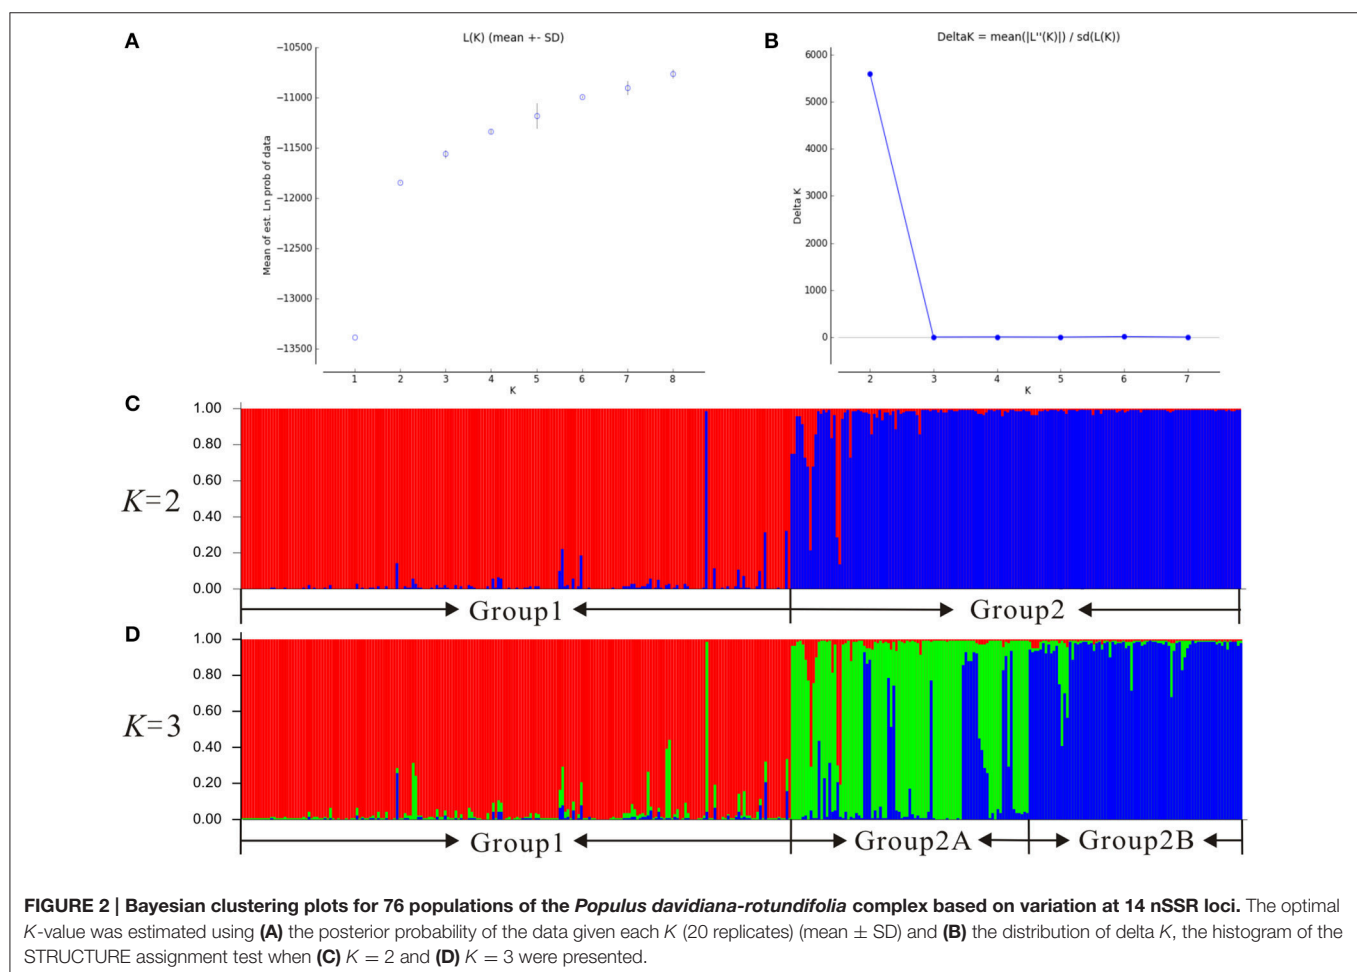 A
L(K) (mean +- SD)
Mean of est. Ln prob of data
−10500
−11000
−11500
−12000
−12500
−13000
−13500
1 2 3 4 5 6 7 8
K
B
DeltaK = mean(|L''(K)|) / sd(L(K))
Delta K
6000
5000
4000
3000
2000
1000
0
2 3 4 5 6 7
K
C
K=2
1.00
0.80
0.60
0.40
0.20
0.00
Group1 Group2
D
K=3
1.00
0.80
0.60
0.40
0.20
0.00
Group1 Group2A Group2B
FIGURE 2 | Bayesian clustering plots for 76 populations of the Populus davidiana-rotundifolia complex based on variation at 14 nSSR loci. The optimal
K-value was estimated using (A) the posterior probability of the data given each K (20 replicates) (mean ± SD) and (B) the distribution of delta K, the histogram of the
STRUCTURE assignment test when (C) K = 2 and (D) K = 3 were presented.